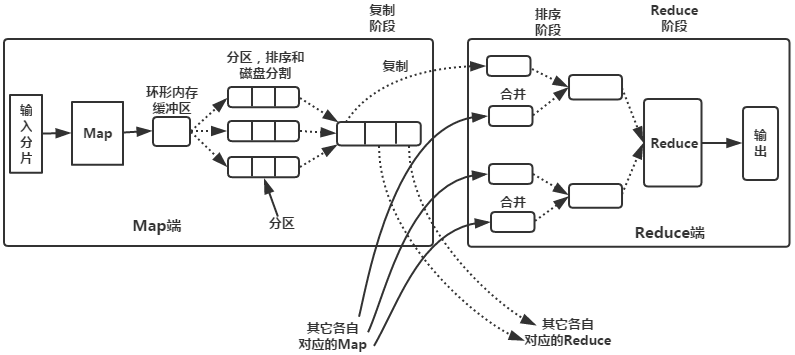 复制
阶段
排序
阶段
Reduce
阶段
分区，排序和
磁盘分割
复制
环形内存
缓冲区
合并
输
入
分
片
Map
Reduce
输
出
合并
分区
Map端
Reduce端
其它各自
对应的Map
其它各自
对应的Reduce